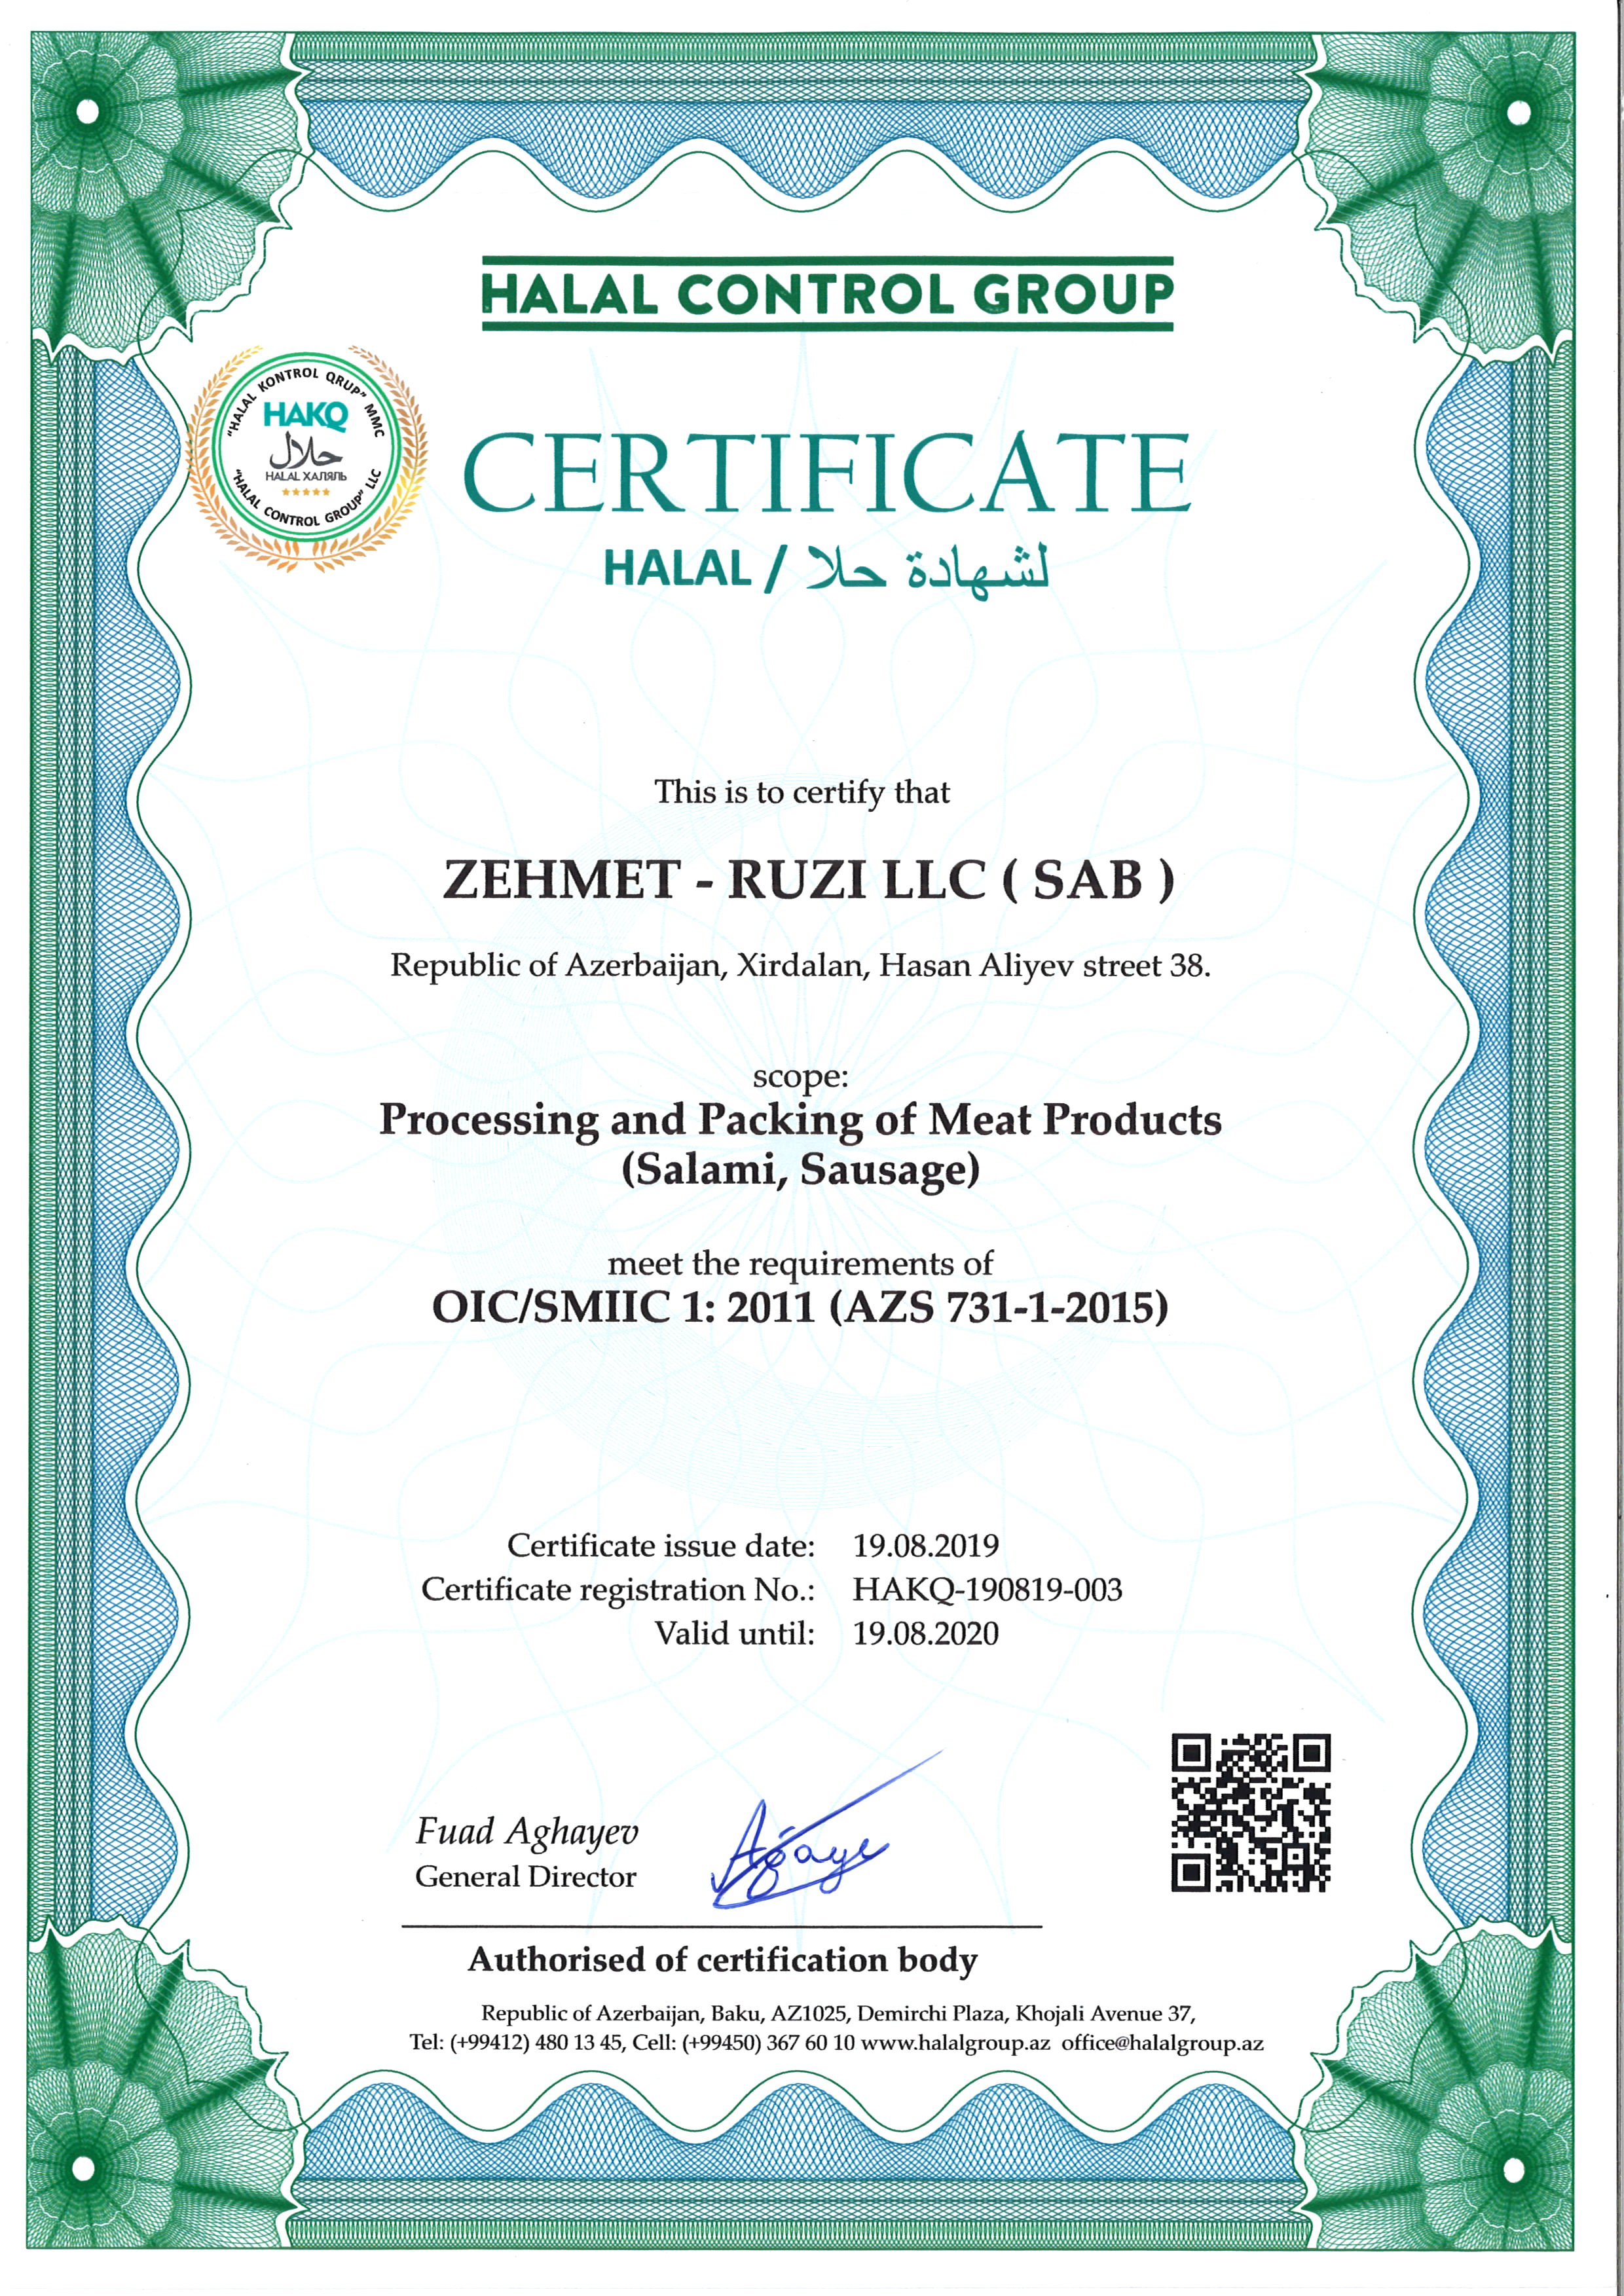 HALAL CONTROL GROUP
"HALAL KONTROL QRUP" MMC
HAKQ
حلال
HALAL ХАЛЯЛЬ
"HALAL CONTROL GROUP" LLC
CERTIFICATE
HALAL / لشهادة حلا
This is to certify that
ZEHMET - RUZI LLC ( SAB )
Republic of Azerbaijan, Xirdalan, Hasan Aliyev street 38.
scope:
Processing and Packing of Meat Products
(Salami, Sausage)
meet the requirements of
OIC/SMIIC 1: 2011 (AZS 731-1-2015)
Certificate issue date: 19.08.2019
Certificate registration No.: HAKQ-190819-003
Valid until: 19.08.2020
Fuad Aghayev
General Director
Authorised of certification body
Republic of Azerbaijan, Baku, AZ1025, Demirchi Plaza, Khojali Avenue 37,
Tel: (+99412) 480 13 45, Cell: (+99450) 367 60 10 www.halalgroup.az office@halalgroup.az